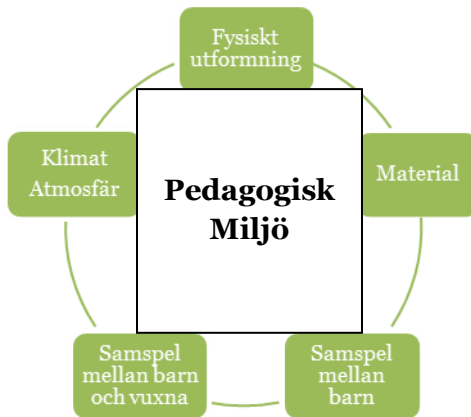 Fysiskt
utformning
Klimat
Atmosfär
Pedagogisk
Miljö
Material
Samspel
mellan barn
och vuxna
Samspel
mellan
barn